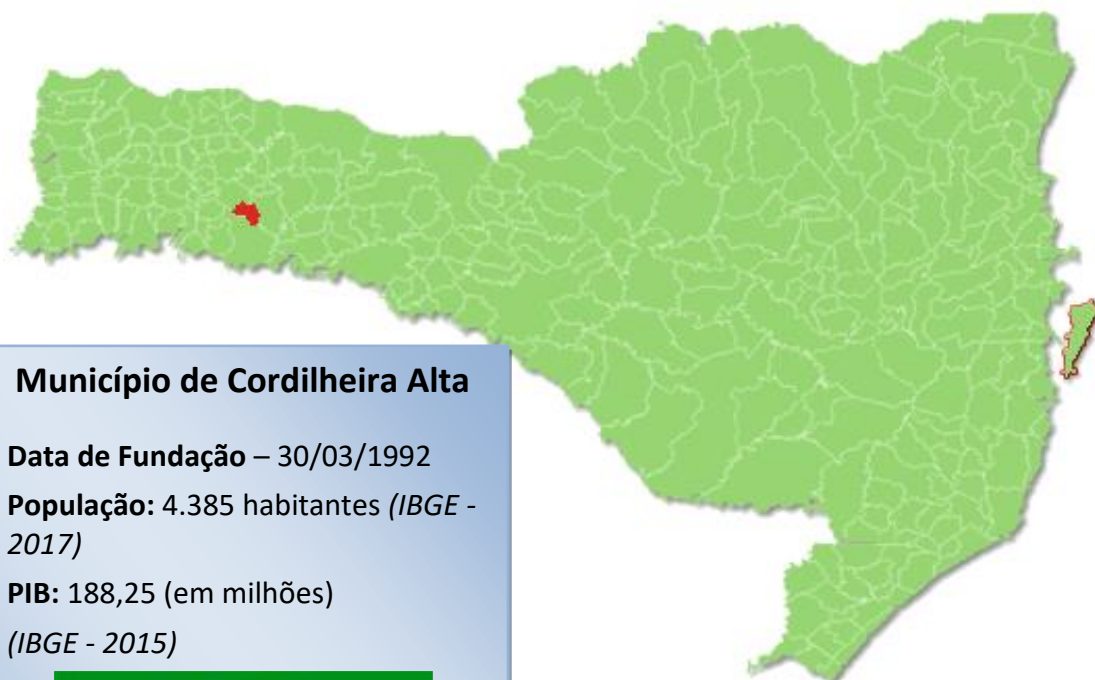 Município de Cordilheira Alta
Data de Fundação – 30/03/1992
População: 4.385 habitantes (IBGE -
2017)
PIB: 188,25 (em milhões)
(IBGE - 2015)